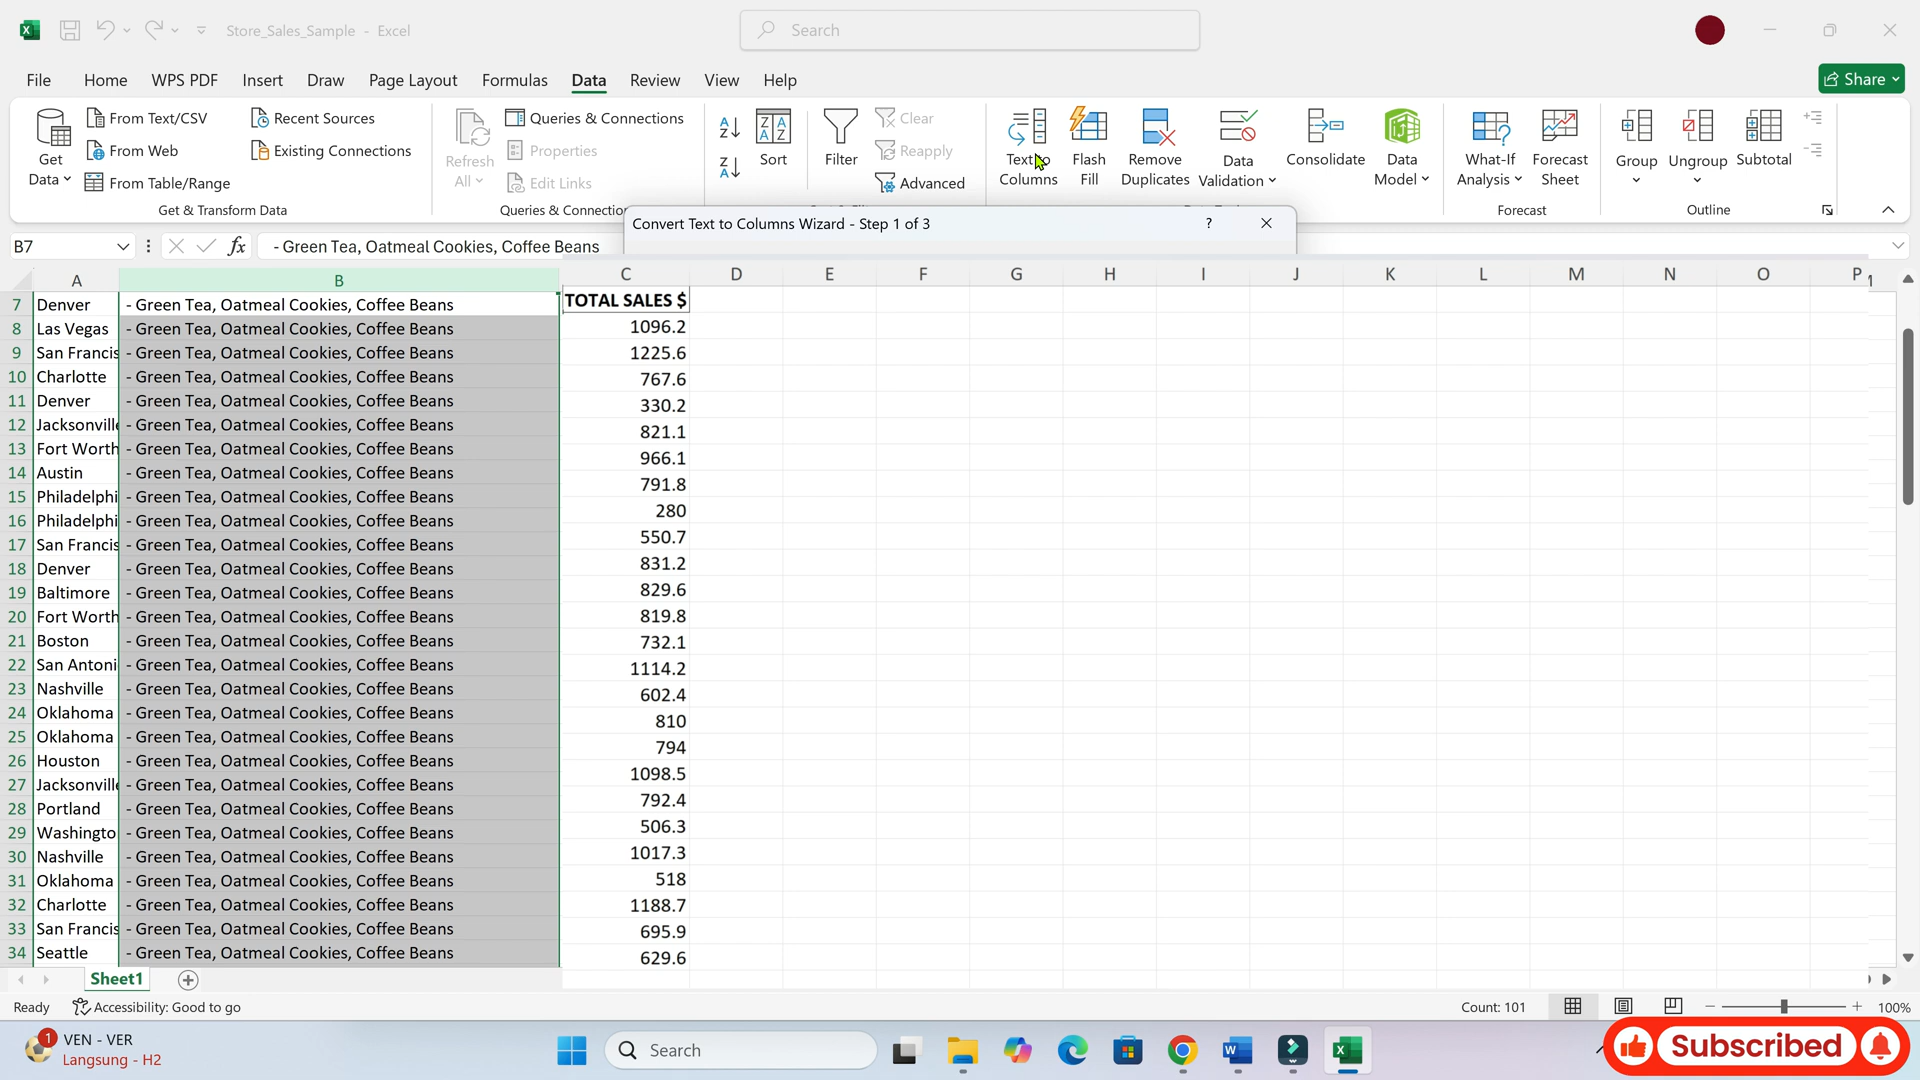 Store_Sales_Sample - Excel
Search
File Home WPS PDF Insert Draw Page Layout Formulas Data Review View Help
Share
Get Data
From Text/CSV
From Web
From Table/Range
Recent Sources
Existing Connections
Get & Transform Data
Refresh All
Queries & Connections
Properties
Edit Links
Queries & Connection
Sort
Filter
Clear
Reapply
Advanced
Text to Columns
Flash Fill
Remove Duplicates
Data Validation
Consolidate
Data Model
What-If Analysis
Forecast Sheet
Forecast
Group
Ungroup
Subtotal
Outline
Convert Text to Columns Wizard - Step 1 of 3 ?
B7 fx - Green Tea, Oatmeal Cookies, Coffee Beans
A B C D E F G H I J K L M N O P
TOTAL SALES $
7 Denver - Green Tea, Oatmeal Cookies, Coffee Beans
8 Las Vegas - Green Tea, Oatmeal Cookies, Coffee Beans
9 San Francis - Green Tea, Oatmeal Cookies, Coffee Beans
10 Charlotte - Green Tea, Oatmeal Cookies, Coffee Beans
11 Denver - Green Tea, Oatmeal Cookies, Coffee Beans
12 Jacksonville - Green Tea, Oatmeal Cookies, Coffee Beans
13 Fort Worth - Green Tea, Oatmeal Cookies, Coffee Beans
14 Austin - Green Tea, Oatmeal Cookies, Coffee Beans
15 Philadelphi - Green Tea, Oatmeal Cookies, Coffee Beans
16 Philadelphi - Green Tea, Oatmeal Cookies, Coffee Beans
17 San Francis - Green Tea, Oatmeal Cookies, Coffee Beans
18 Denver - Green Tea, Oatmeal Cookies, Coffee Beans
19 Baltimore - Green Tea, Oatmeal Cookies, Coffee Beans
20 Fort Worth - Green Tea, Oatmeal Cookies, Coffee Beans
21 Boston - Green Tea, Oatmeal Cookies, Coffee Beans
22 San Antoni - Green Tea, Oatmeal Cookies, Coffee Beans
23 Nashville - Green Tea, Oatmeal Cookies, Coffee Beans
24 Oklahoma - Green Tea, Oatmeal Cookies, Coffee Beans
25 Oklahoma - Green Tea, Oatmeal Cookies, Coffee Beans
26 Houston - Green Tea, Oatmeal Cookies, Coffee Beans
27 Jacksonville - Green Tea, Oatmeal Cookies, Coffee Beans
28 Portland - Green Tea, Oatmeal Cookies, Coffee Beans
29 Washingto - Green Tea, Oatmeal Cookies, Coffee Beans
30 Nashville - Green Tea, Oatmeal Cookies, Coffee Beans
31 Oklahoma - Green Tea, Oatmeal Cookies, Coffee Beans
32 Charlotte - Green Tea, Oatmeal Cookies, Coffee Beans
33 San Francis - Green Tea, Oatmeal Cookies, Coffee Beans
34 Seattle - Green Tea, Oatmeal Cookies, Coffee Beans
1096.2
1225.6
767.6
330.2
821.1
966.1
791.8
280
550.7
831.2
829.6
819.8
732.1
1114.2
602.4
810
794
1098.5
792.4
506.3
1017.3
518
1188.7
695.9
629.6
Sheet1
Ready Accessibility: Good to go Count: 101 100%
1 VEN - VER
Langsung - H2
Search
Subscribed